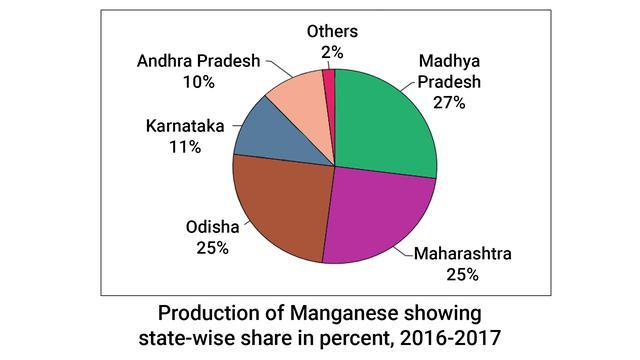 Others
2%
Madhya
Pradesh
27%
Andhra Pradesh
10%
Karnataka
11%
Odisha
25%
Maharashtra
25%
Production of Manganese showing
state-wise share in percent, 2016-2017